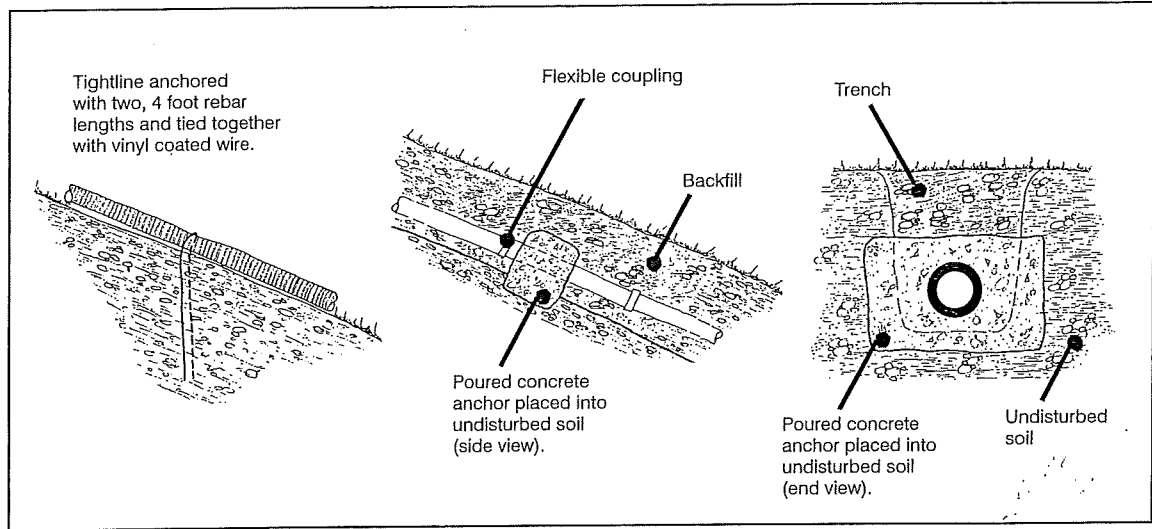 Tightline anchored
with two, 4 foot rebar
lengths and tied together
with vinyl coated wire.
Flexible coupling
Backfill
Poured concrete
anchor placed into
undisturbed soil
(side view).
Trench
Poured concrete
anchor placed into
undisturbed soil
(end view).
Undisturbed
soil